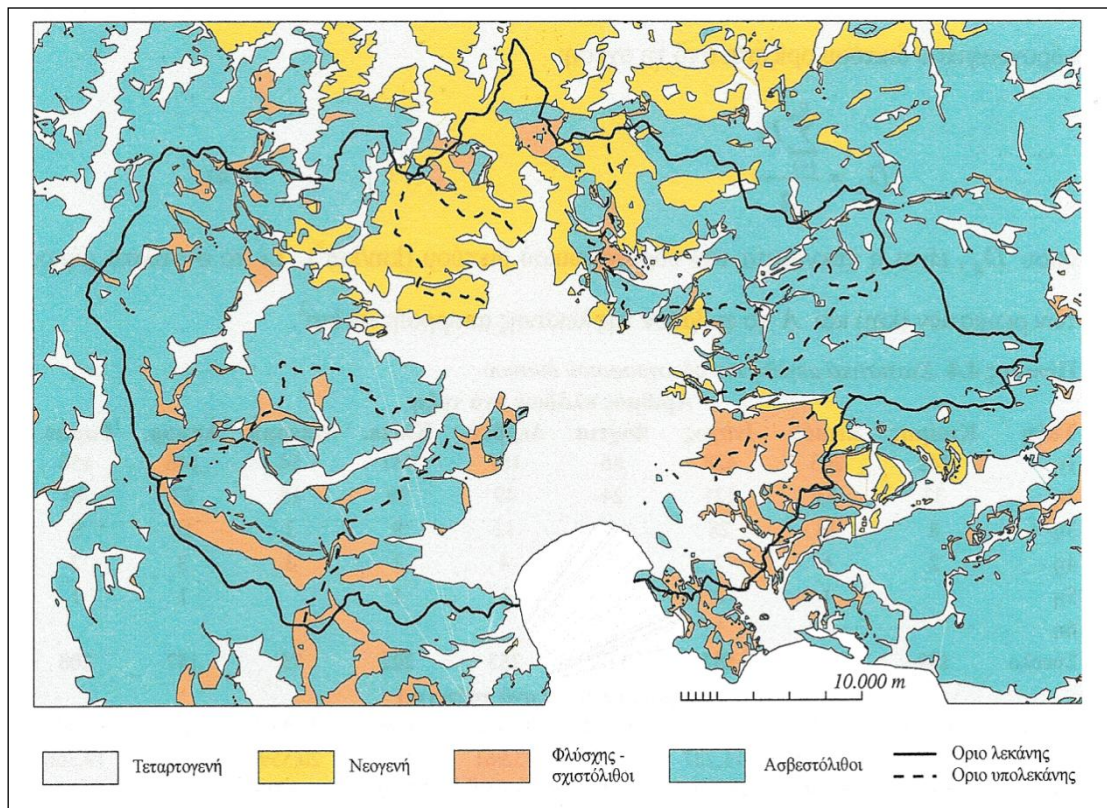 10.000 m
Τεταρτογενή
Νεογενή
Φλύσχης -
σχιστόλιθοι
Ασβεστόλιθοι
Οριο λεκάνης
Οριο υπολεκάνης